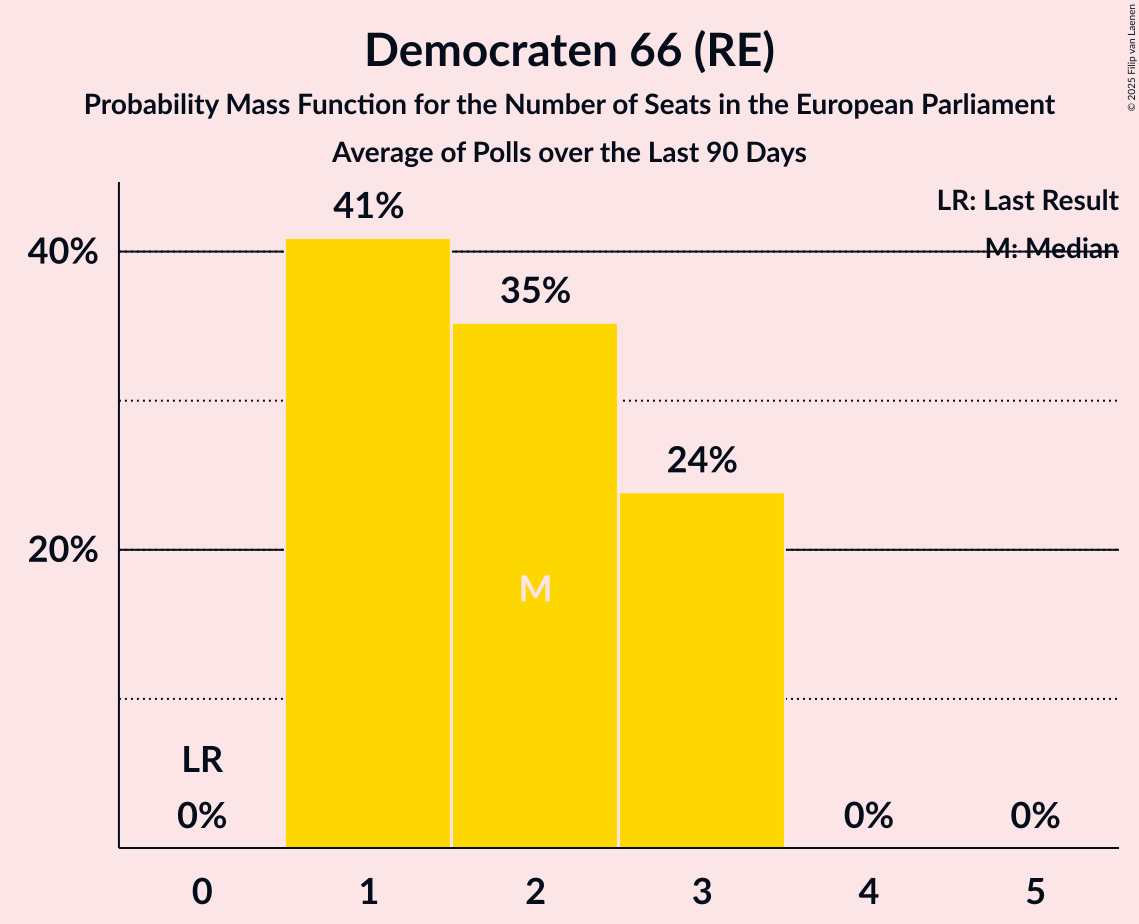 Democraten 66 (RE)
Probability Mass Function for the Number of Seats in the European Parliament
Average of Polls over the Last 90 Days
© 2025 Filip van Laenen
LR: Last Result
M: Median
41%
40%
35%
24%
20%
M
LR
0%
0%
0%
0
1
2
3
4
5